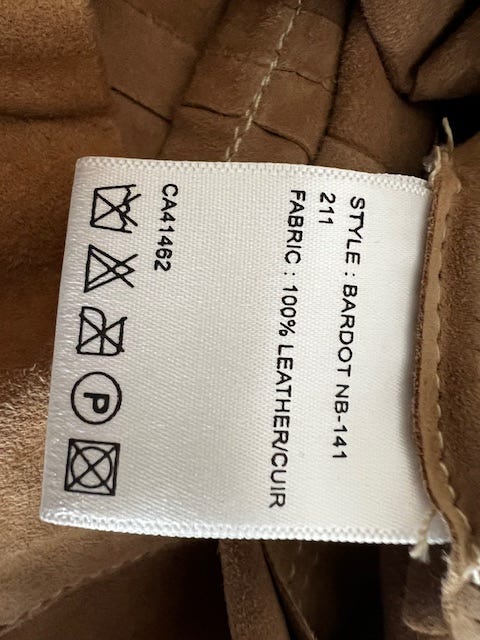 STYLE : BARDOT NB-141
211
FABRIC : 100% LEATHER/CUIR
CA41462
P